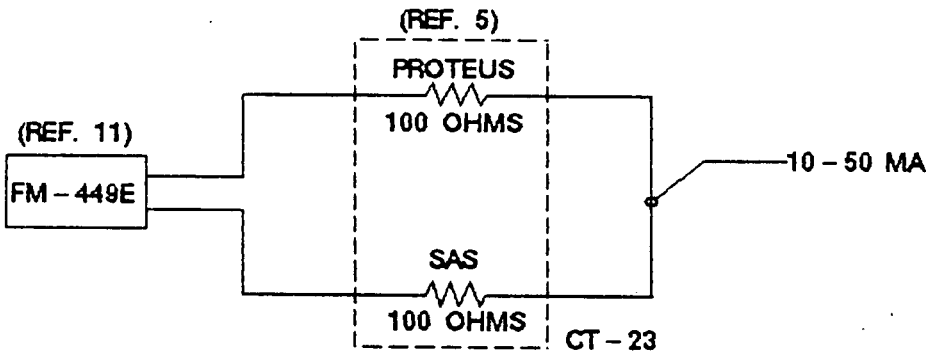 (REF. 5)
PROTEUS
100 OHMS
(REF. 11)
FM - 449E
10 - 50 MA
SAS
100 OHMS
CT - 23